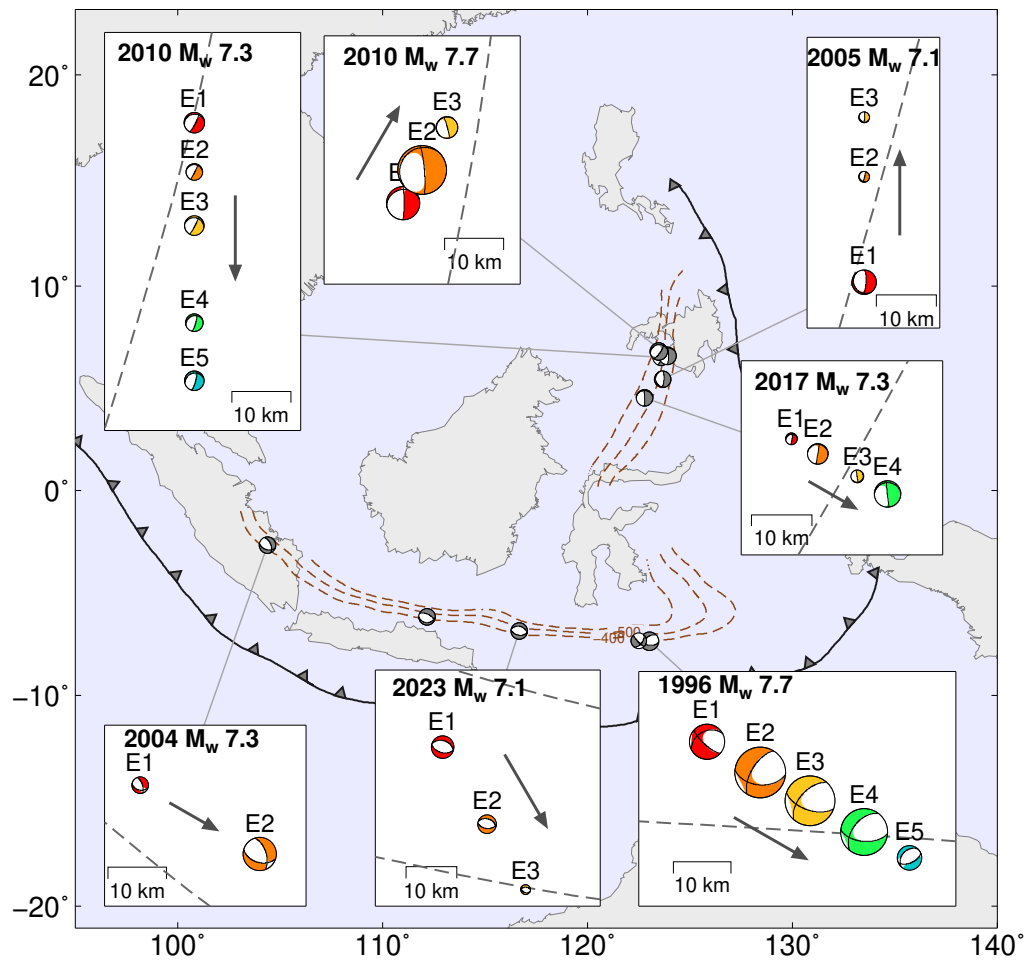 2010 Mw 7.3
E1
E2
E3
E4
E5
10 km
2010 Mw 7.7
E3
E2
E
10 km
2005 Mw 7.1
E3
E2
E1
10 km
2017 Mw 7.3
E1
E2
E3
E4
10 km
2004 Mw 7.3
E1
E2
10 km
2023 Mw 7.1
E1
E2
E3
10 km
1996 Mw 7.7
E1
E2
E3
E4
E5
10 km
−400
−500
20°
10°
0°
−10°
−20°
100°
110°
120°
130°
140°